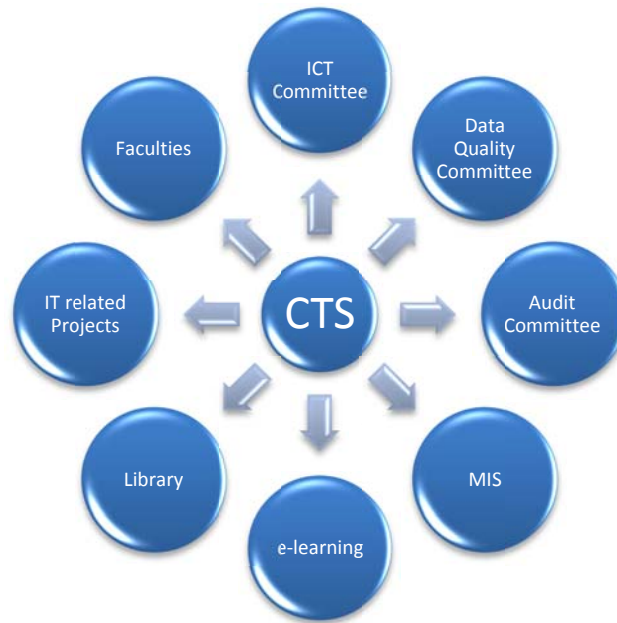 ICT
Committee
Data
Quality
Committee
Audit
Committee
MIS
e-learning
Library
IT related
Projects
Faculties
CTS